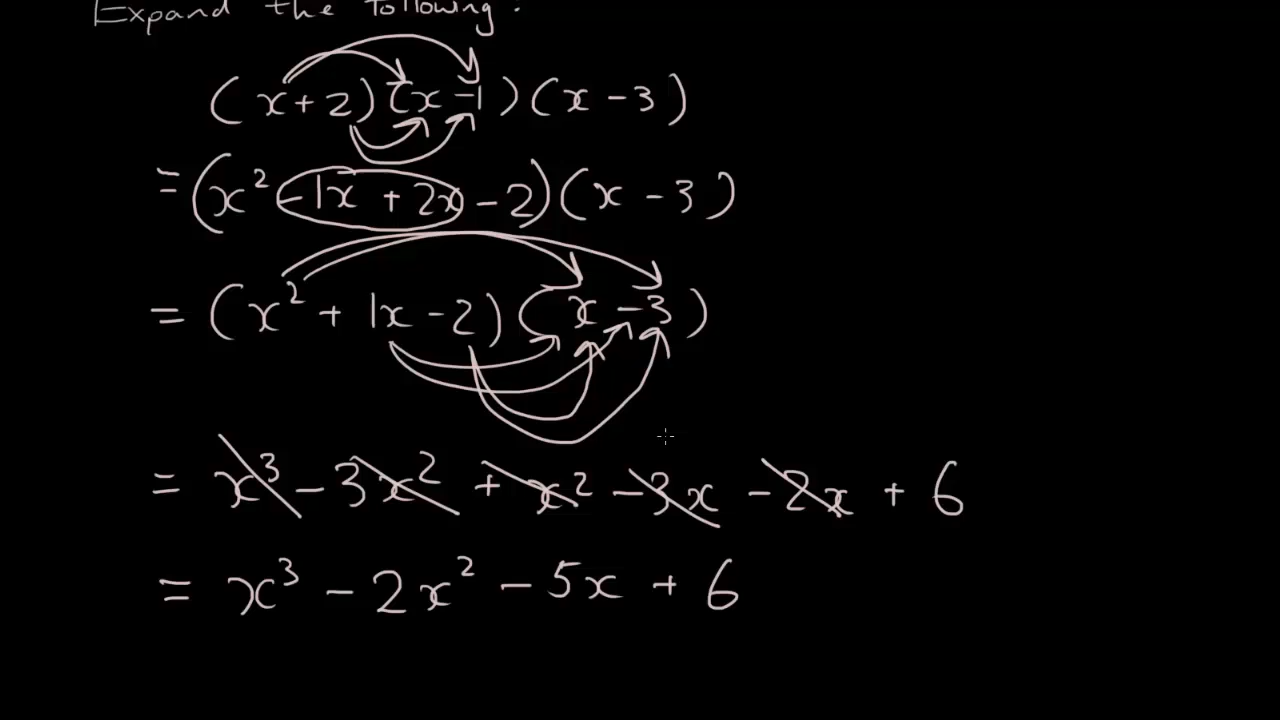 Expand the following.
(x+2)(x-1)(x-3)
=(x²-1x+2x-2)(x-3)
=(x²+1x-2)(x-3)
=x³-3x²+x²-3x-2x+6
=x³-2x²-5x+6